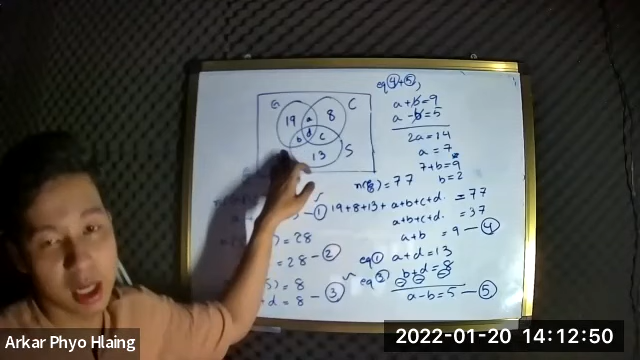 G
C
19
a
8
b
d
c
13
S
eq ④+⑤,
a+b=9
a-b=5
2a=14
a=7
7+b=9
b=2
n(8)=77
① 19+8+13+a+b+c+d. = 77
a+b+c+d. = 37
a+b = 9 - ④
= 28
= 28 - ②
eq① a+d=13
eq③ b+d=8
a-b=5 - ⑤
S) = 8
+d = 8 - ③
Arkar Phyo Hlaing
2022-01-20 14:12:50